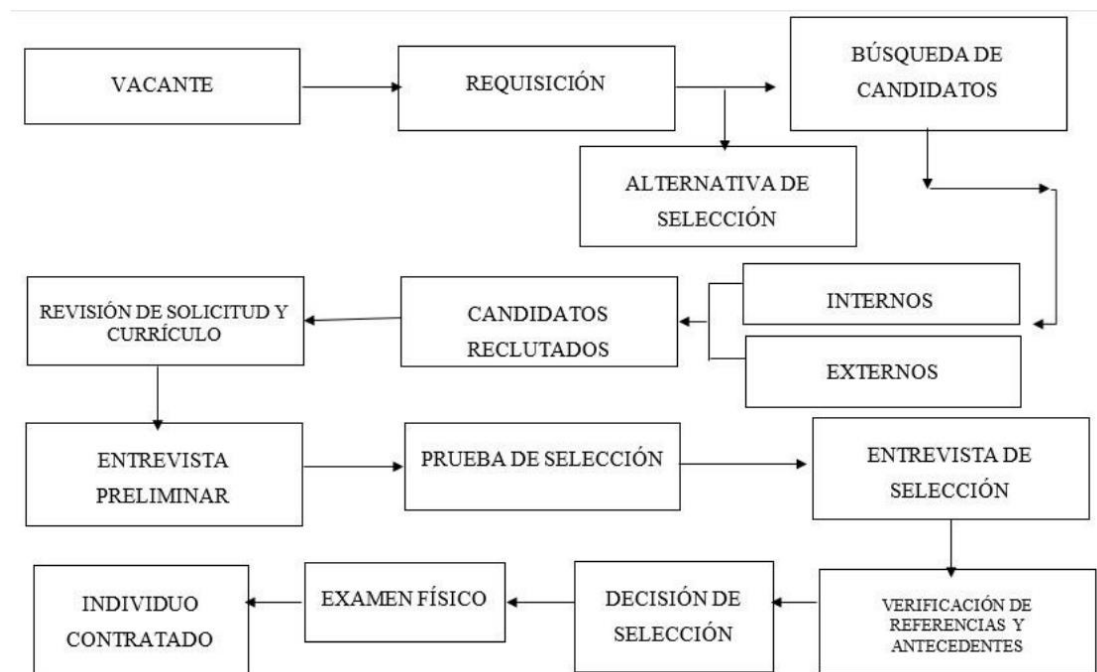 VACANTE
REQUISICIÓN
BÚSQUEDA DE
CANDIDATOS
ALTERNATIVA DE
SELECCIÓN
INTERNOS
EXTERNOS
CANDIDATOS
RECLUTADOS
REVISIÓN DE SOLICITUD Y
CURRÍCULO
ENTREVISTA
PRELIMINAR
PRUEBA DE SELECCIÓN
ENTREVISTA DE
SELECCIÓN
VERIFICACIÓN DE
REFERENCIAS Y
ANTECEDENTES
DECISIÓN DE
SELECCIÓN
EXAMEN FÍSICO
INDIVIDUO
CONTRATADO